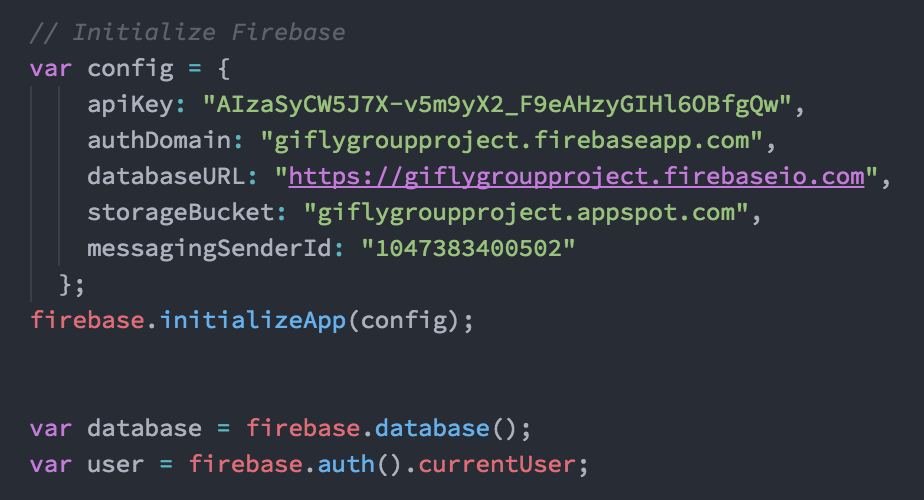 // Initialize Firebase
var config = {
apiKey: "AIzaSyCW5J7X-v5m9yX2_F9eAHzyGIHl6OBfgQw",
authDomain: "giflygroupproject.firebaseapp.com",
databaseURL: "https://giflygroupproject.firebaseio.com",
storageBucket: "giflygroupproject.appspot.com",
messagingSenderId: "1047383400502"
};
firebase.initializeApp(config);
var database = firebase.database();
var user = firebase.auth().currentUser;